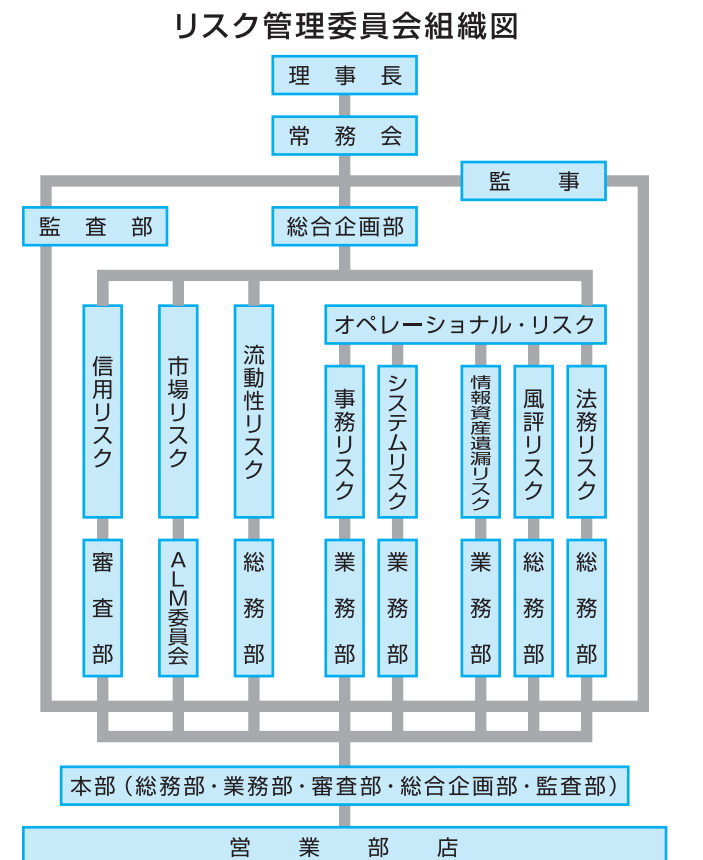 リスク管理委員会組織図
理事長
常務会
監事
監査部
総合企画部
オペレーショナル・リスク
信用リスク
市場リスク
流動性リスク
事務リスク
システムリスク
情報資産遺漏リスク
風評リスク
法務リスク
審査部
ALM委員会
総務部
業務部
業務部
業務部
総務部
総務部
本部（総務部・業務部・審査部・総合企画部・監査部）
営業部店